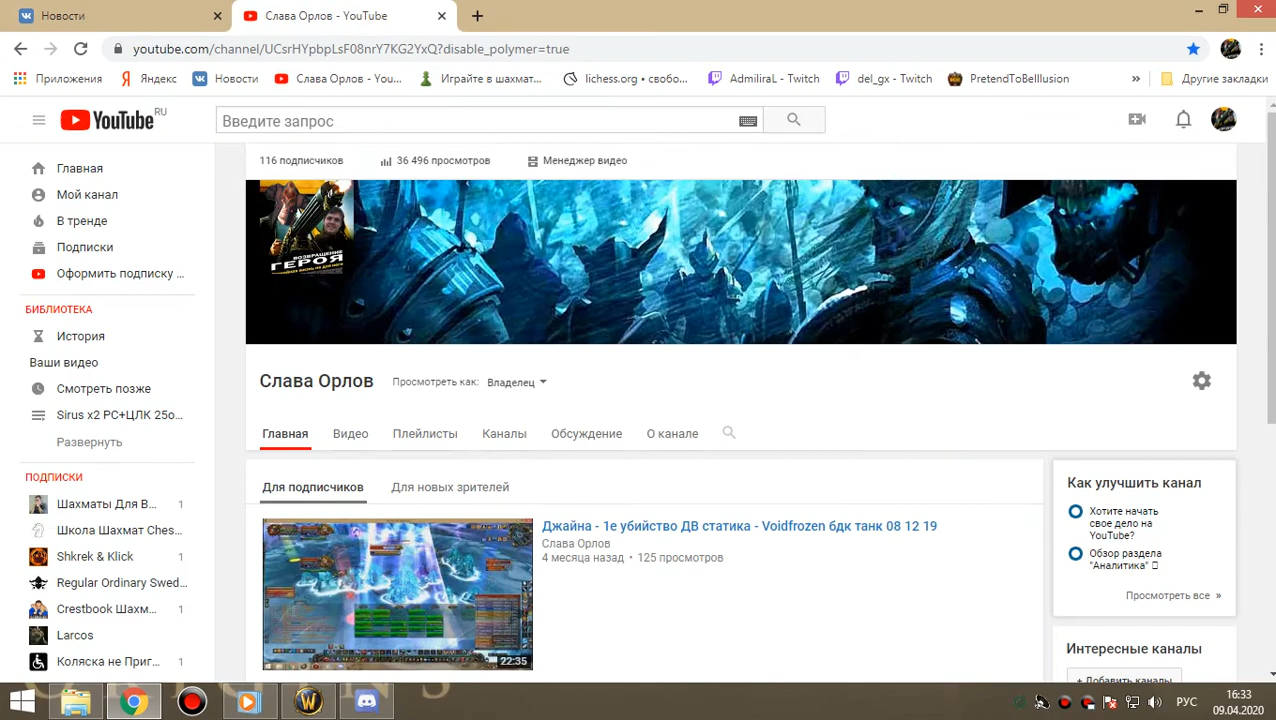 Новости
Слава Орлов - YouTube
youtube.com/channel/UCsrHYpbpLsF08nrY7KG2YxQ?disable_polymer=true
Приложения
Яндекс
Новости
Слава Орлов - You...
Играйте в шахмат...
lichess.org • свобо...
AdmiliraL - Twitch
del_gx - Twitch
PretendToBeIllusion
»
Другие закладки
YouTube RU
Введите запрос
Главная
Мой канал
В тренде
Подписки
Оформить подписку ...
БИБЛИОТЕКА
История
Ваши видео
Смотреть позже
Sirus x2 РС+ЦЛК 25о...
Развернуть
ПОДПИСКИ
Шахматы Для В... 1
Школа Шахмат Ches...
Shkrek & Klick 1
Regular Ordinary Swed...
Crestbook Шахм... 1
Larcos
Коляска не Приг... 1
116 подписчиков
36 496 просмотров
Менеджер видео
ВОЗВРАЩЕНИЕ
ГЕРОЯ
Слава Орлов
Просмотреть как: Владелец
Главная
Видео
Плейлисты
Каналы
Обсуждение
О канале
Для подписчиков
Для новых зрителей
22:35
Джайна - 1е убийство ДВ статика - Voidfrozen бдк танк 08 12 19
Слава Орлов
4 месяца назад • 125 просмотров
Как улучшить канал
Хотите начать
свое дело на
YouTube?
Обзор раздела
"Аналитика"
Просмотреть все »
Интересные каналы
+ Добавить каналы
РУС
16:33
09.04.2020